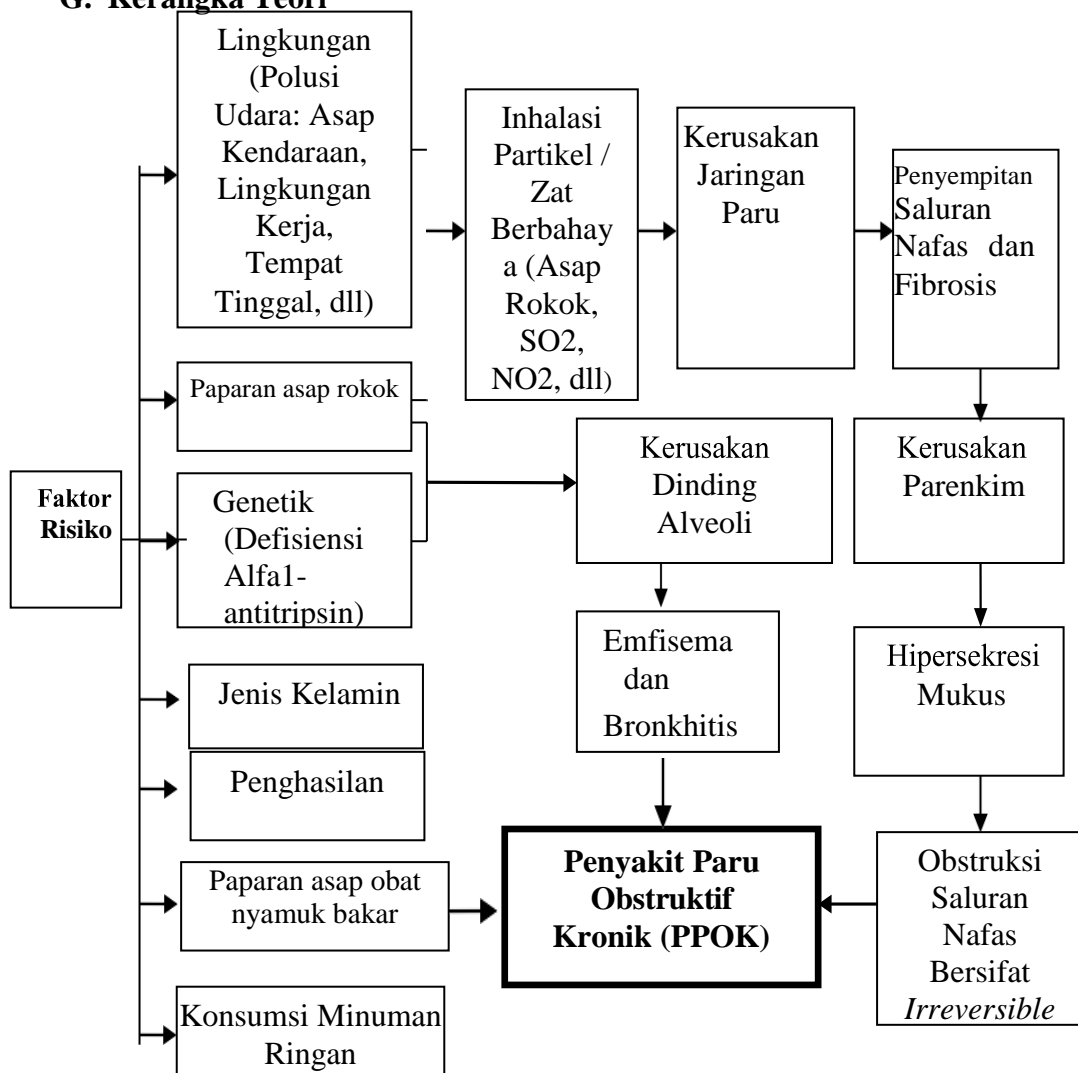 G. Kerangka Teori
Lingkungan
(Polusi
Udara: Asap
Kendaraan,
Lingkungan
Kerja,
Tempat
Tinggal, dll)
Inhalasi
Partikel /
Zat
Berbahay
a (Asap
Rokok,
SO2,
NO2, dll)
Kerusakan
Jaringan
Paru
Penyempitan
Saluran
Nafas dan
Fibrosis
Paparan asap rokok
Kerusakan
Dinding
Alveoli
Kerusakan
Parenkim
Faktor
Risiko
Genetik
(Defisiensi
Alfa1-
antitripsin)
Emfisema
dan
Bronkhitis
Hipersekresi
Mukus
Jenis Kelamin
Penghasilan
Paparan asap obat
nyamuk bakar
Penyakit Paru
Obstruktif
Kronik (PPOK)
Obstruksi
Saluran
Nafas
Bersifat
Irreversible
Konsumsi Minuman
Ringan